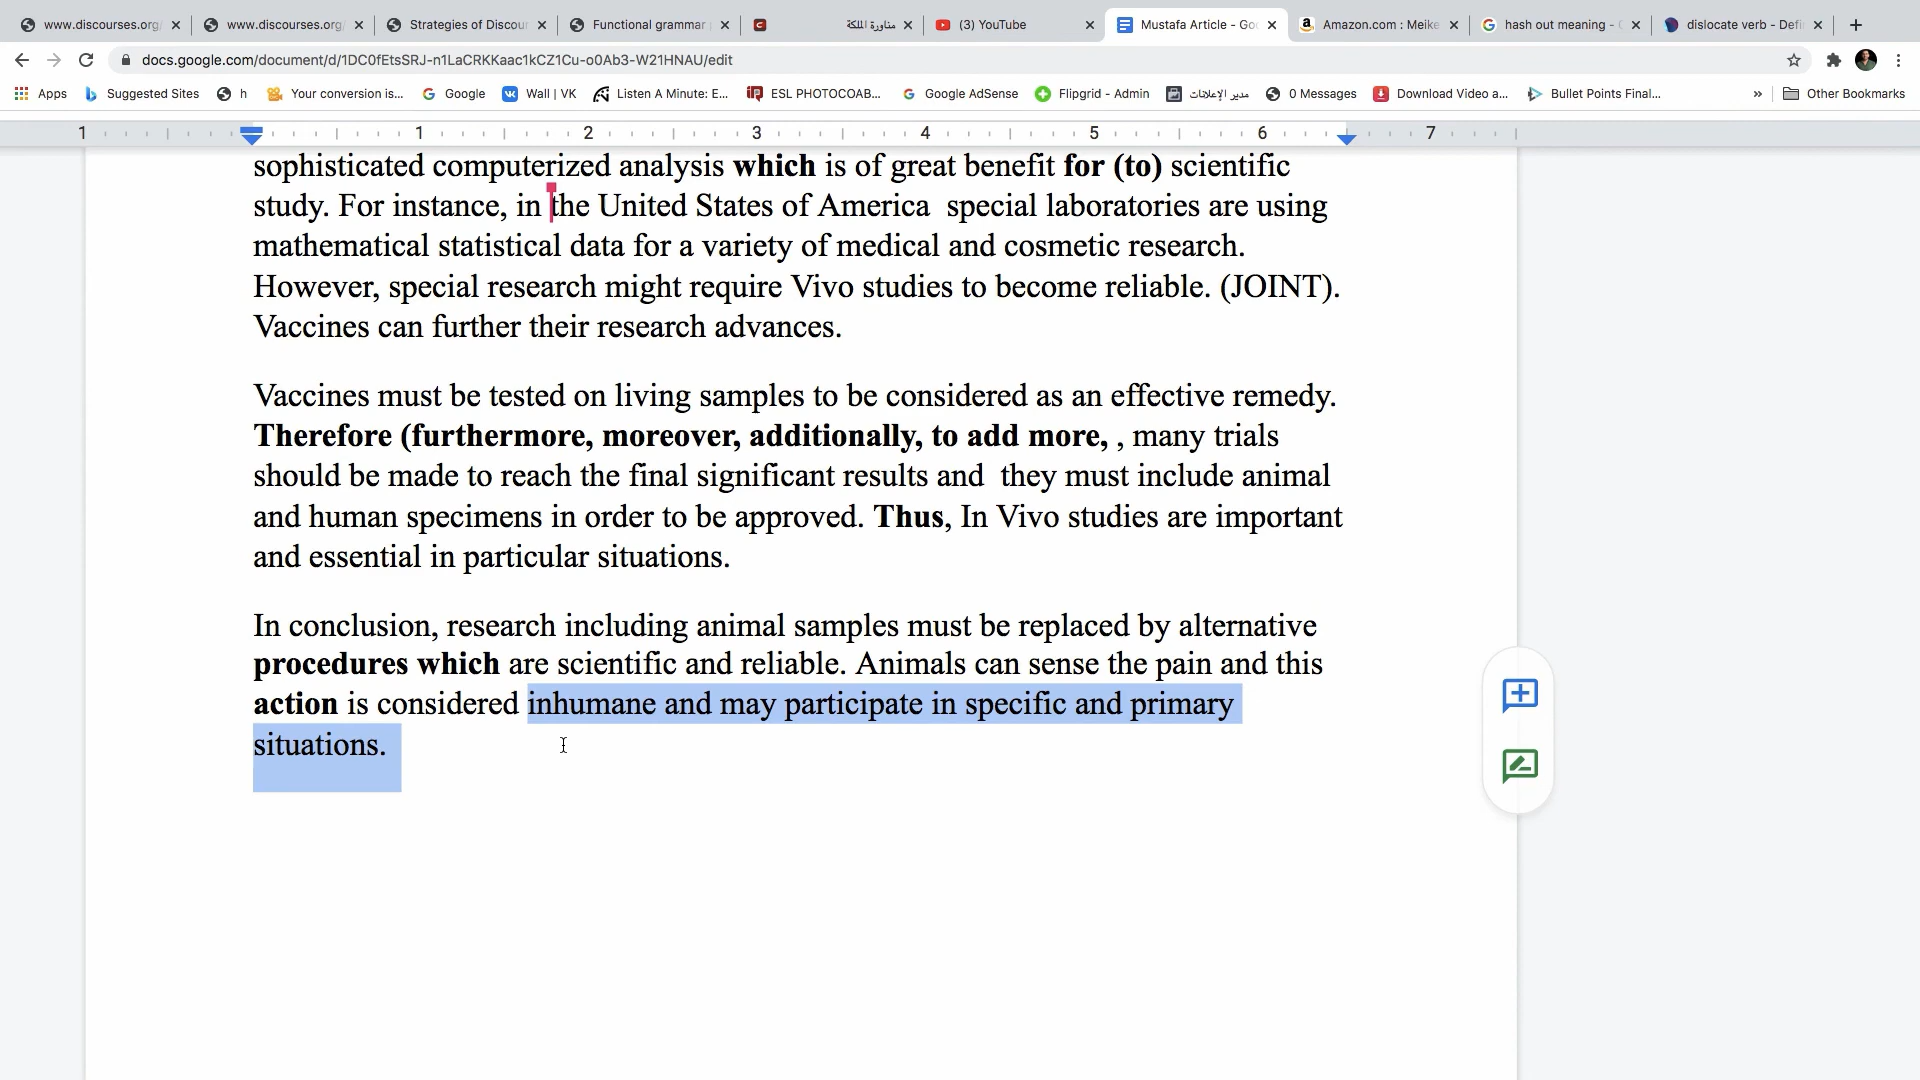 www.discourses.org/
www.discourses.org/
Strategies of Discour
Functional grammar
مناورة الملكة
(3) YouTube
Mustafa Article - Goo
Amazon.com : Meike
hash out meaning - G
dislocate verb - Defi
docs.google.com/document/d/1DC0fEtsSRJ-n1LaCRKKaac1kCZ1Cu-o0Ab3-W21HNAU/edit
Apps Suggested Sites h Your conversion is... Google Wall | VK Listen A Minute: E... ESL PHOTOCOAB... Google AdSense Flipgrid - Admin مدير الإعلانات 0 Messages Download Video a... Bullet Points Final... » Other Bookmarks
1 1 2 3 4 5 6 7
sophisticated computerized analysis which is of great benefit for (to) scientific
study. For instance, in the United States of America special laboratories are using
mathematical statistical data for a variety of medical and cosmetic research.
However, special research might require Vivo studies to become reliable. (JOINT).
Vaccines can further their research advances.
Vaccines must be tested on living samples to be considered as an effective remedy.
Therefore (furthermore, moreover, additionally, to add more, , many trials
should be made to reach the final significant results and they must include animal
and human specimens in order to be approved. Thus, In Vivo studies are important
and essential in particular situations.
In conclusion, research including animal samples must be replaced by alternative
procedures which are scientific and reliable. Animals can sense the pain and this
action is considered inhumane and may participate in specific and primary
situations.